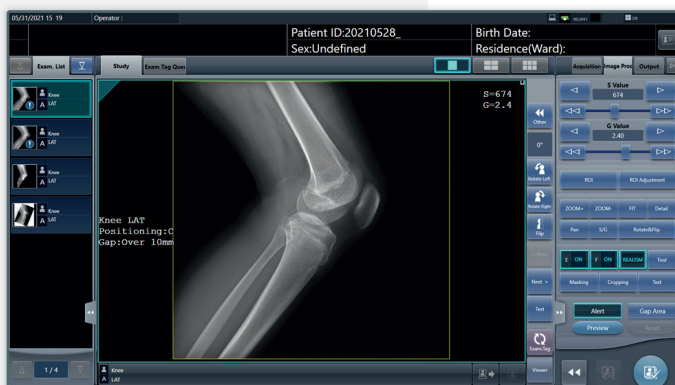 05/31/2021 15 19
Operator :
WLAN1
Patient ID:20210528_
Birth Date:
Sex:Undefined
Residence(Ward):
Exam. List
Study
Exam Tag Ques
Acquisition
Image Proc
Output
Knee
A LAT
Knee
A LAT
Knee
A LAT
Knee
A LAT
1 / 4
S=674
G=2.4
Knee LAT
Positioning:C
Gap:Over 10mm
Knee
A LAT
Other
0°
Rotate Left
Rotate Right
Flip
< Prev
Next >
Text
Exam.Tag
Viewer
S Value
674
G Value
2.40
ROI
ROI Adjustment
ZOOM+
ZOOM-
FIT
Detail
Pan
S/G
Rotate&Flip
E ON
F ON
REALISM
Tool
Masking
Cropping
Text
Alert
Gap Area
Preview
Reset